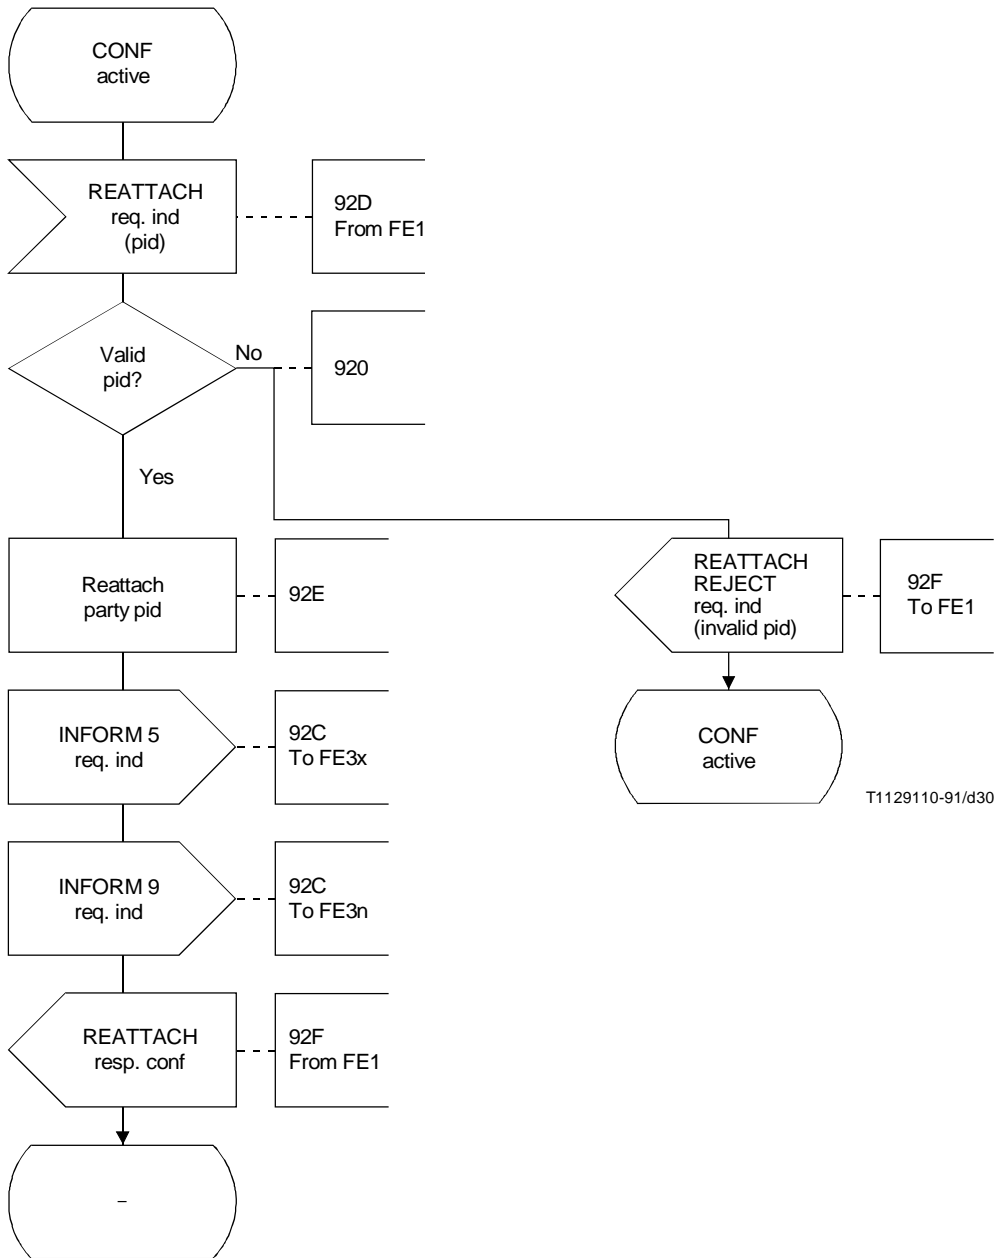 CONF
active
REATTACH
req. ind
(pid)
92D
From FE1
Valid
pid?
No
920
Yes
Reattach
party pid
92E
REATTACH
REJECT
req. ind
(invalid pid)
92F
To FE1
INFORM 5
req. ind
92C
To FE3x
CONF
active
T1129110-91/d30
INFORM 9
req. ind
92C
To FE3n
REATTACH
resp. conf
92F
From FE1
–